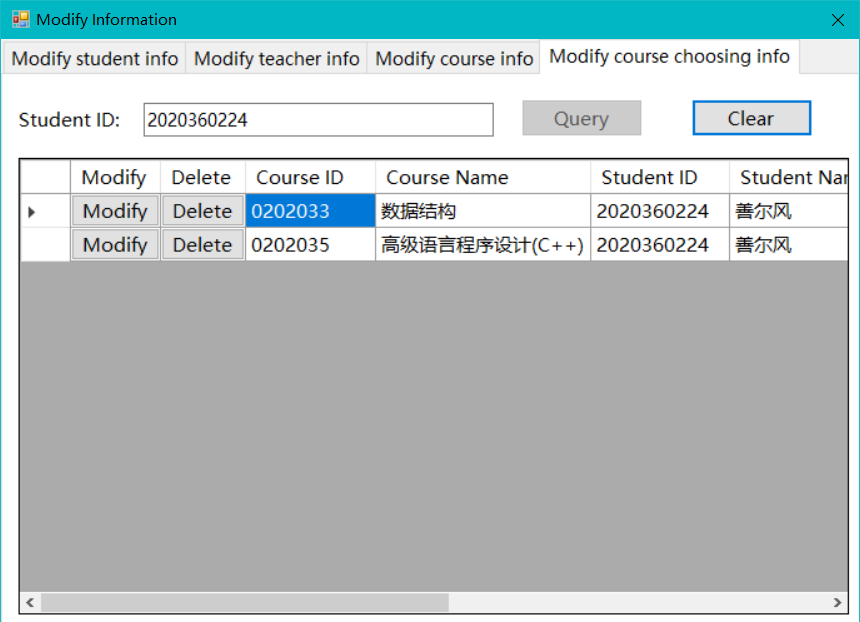 Modify Information
Modify student info Modify teacher info Modify course info Modify course choosing info
Student ID: 2020360224 Query Clear
Modify Delete Course ID Course Name Student ID Student Nar
Modify Delete 0202033 数据结构 2020360224 善尔风
Modify Delete 0202035 高级语言程序设计(C++) 2020360224 善尔风